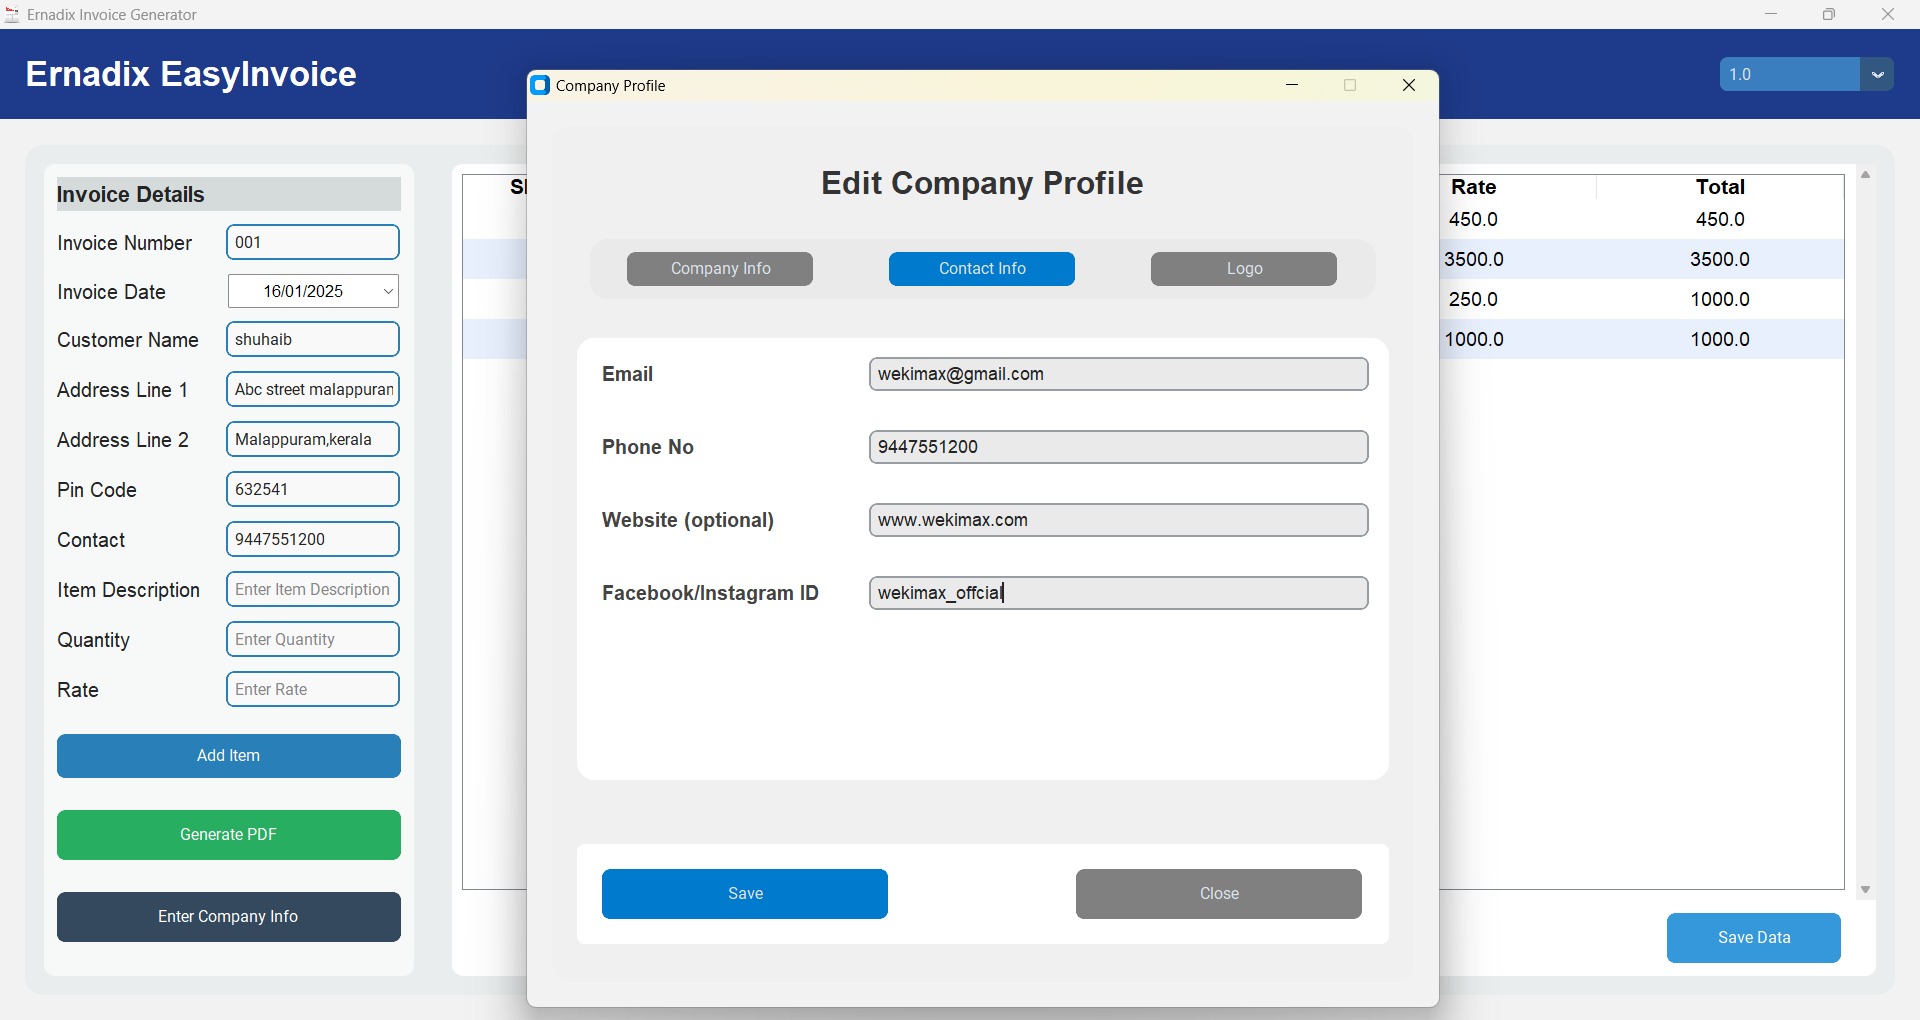 Ernadix Invoice Generator
Ernadix EasyInvoice
1.0
Invoice Details
Invoice Number
001
Invoice Date
16/01/2025
Customer Name
shuhaib
Address Line 1
Abc street malappuran
Address Line 2
Malappuram,kerala
Pin Code
632541
Contact
9447551200
Item Description
Enter Item Description
Quantity
Enter Quantity
Rate
Enter Rate
Add Item
Generate PDF
Enter Company Info
Company Profile
Edit Company Profile
Company Info
Contact Info
Logo
Email
wekimax@gmail.com
Phone No
9447551200
Website (optional)
www.wekimax.com
Facebook/Instagram ID
wekimax_offcial
Save
Close
Rate Total
450.0 450.0
3500.0 3500.0
250.0 1000.0
1000.0 1000.0
Save Data